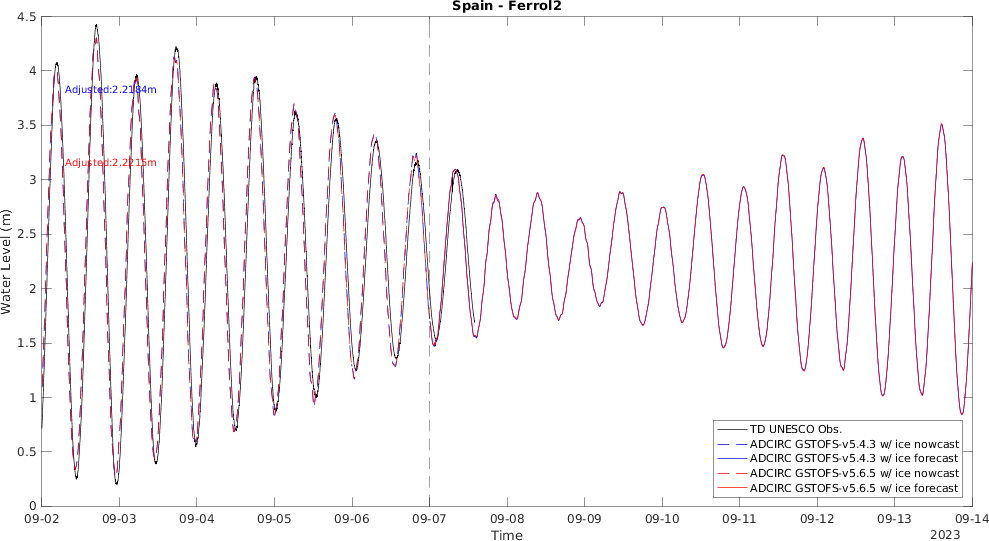 Spain - Ferrol2
4.5
4
3.5
3
2.5
2
1.5
1
0.5
0
Water Level (m)
Adjusted:2.2184m
Adjusted:2.2215m
TD UNESCO Obs.
ADCIRC GSTOFS-v5.4.3 w/ ice nowcast
ADCIRC GSTOFS-v5.4.3 w/ ice forecast
ADCIRC GSTOFS-v5.6.5 w/ ice nowcast
ADCIRC GSTOFS-v5.6.5 w/ ice forecast
09-02 09-03 09-04 09-05 09-06 09-07 09-08 09-09 09-10 09-11 09-12 09-13 09-14
Time
2023